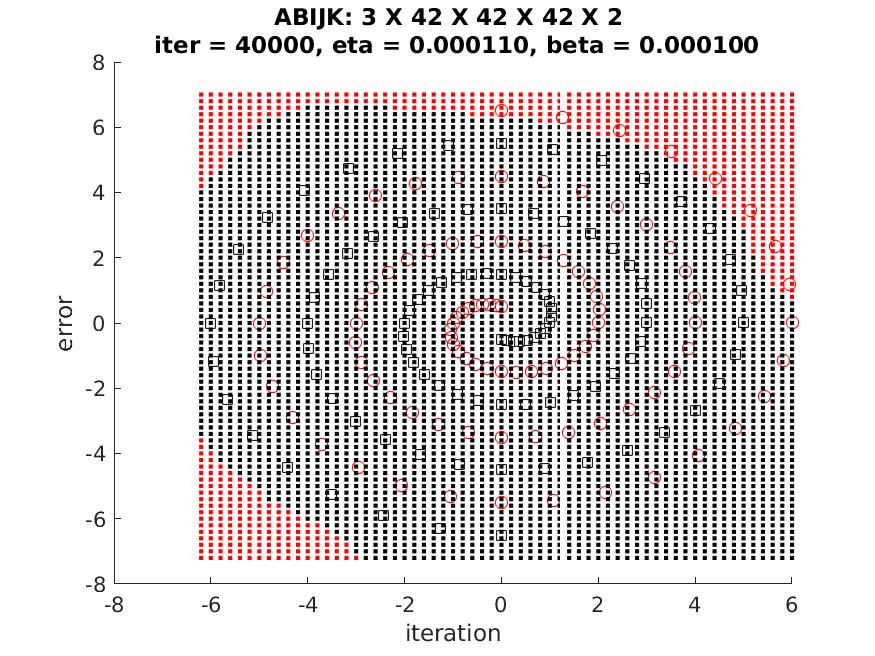 ABIJK: 3 X 42 X 42 X 42 X 2
iter = 40000, eta = 0.000110, beta = 0.000100
8
6
4
2
0
-2
-4
-6
-8
error
-8 -6 -4 -2 0 2 4 6
iteration